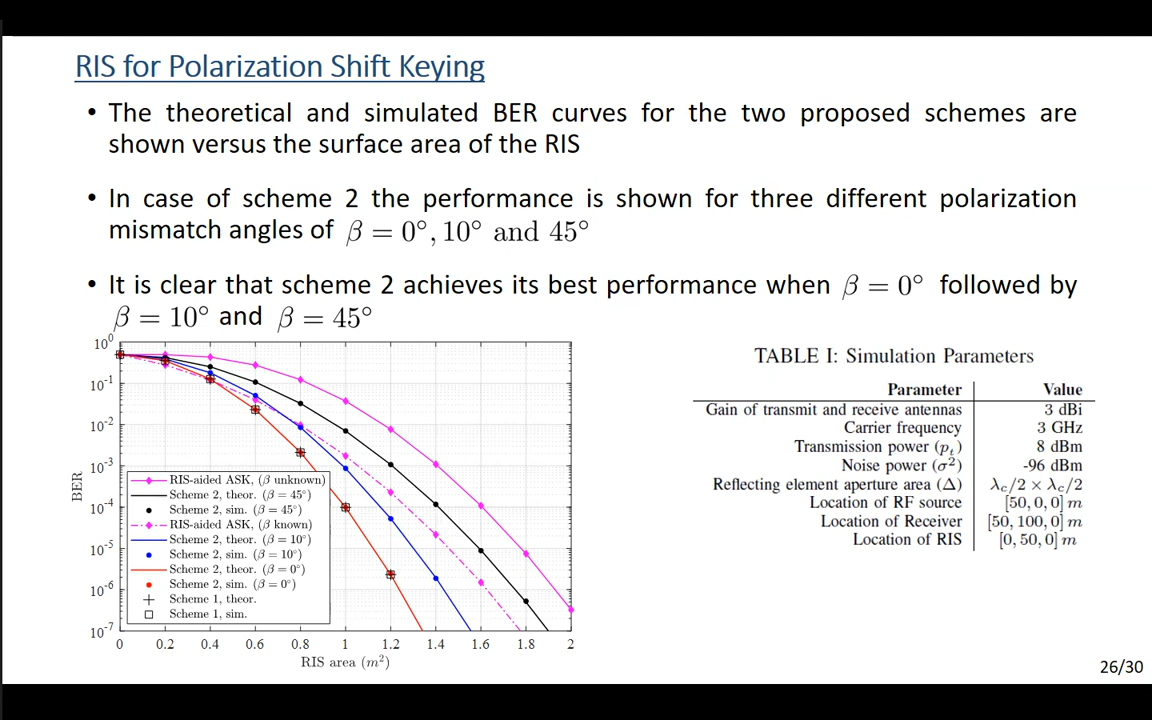 RIS for Polarization Shift Keying
• The theoretical and simulated BER curves for the two proposed schemes are
shown versus the surface area of the RIS
• In case of scheme 2 the performance is shown for three different polarization
mismatch angles of β = 0°, 10° and 45°
• It is clear that scheme 2 achieves its best performance when β = 0° followed by
β = 10° and β = 45°
10⁰
10⁻¹
10⁻²
10⁻³
10⁻⁴
10⁻⁵
10⁻⁶
10⁻⁷
BER
RIS-aided ASK, (β unknown)
Scheme 2, theor. (β = 45°)
Scheme 2, sim. (β = 45°)
RIS-aided ASK, (β known)
Scheme 2, theor. (β = 10°)
Scheme 2, sim. (β = 10°)
Scheme 2, theor. (β = 0°)
Scheme 2, sim. (β = 0°)
Scheme 1, theor.
Scheme 1, sim.
0 0.2 0.4 0.6 0.8 1 1.2 1.4 1.6 1.8 2
RIS area (m²)
TABLE I: Simulation Parameters
Parameter Value
Gain of transmit and receive antennas 3 dBi
Carrier frequency 3 GHz
Transmission power (pₜ) 8 dBm
Noise power (σ²) -96 dBm
Reflecting element aperture area (Δ) λc/2 × λc/2
Location of RF source [50, 0, 0] m
Location of Receiver [50, 100, 0] m
Location of RIS [0, 50, 0] m
26/30